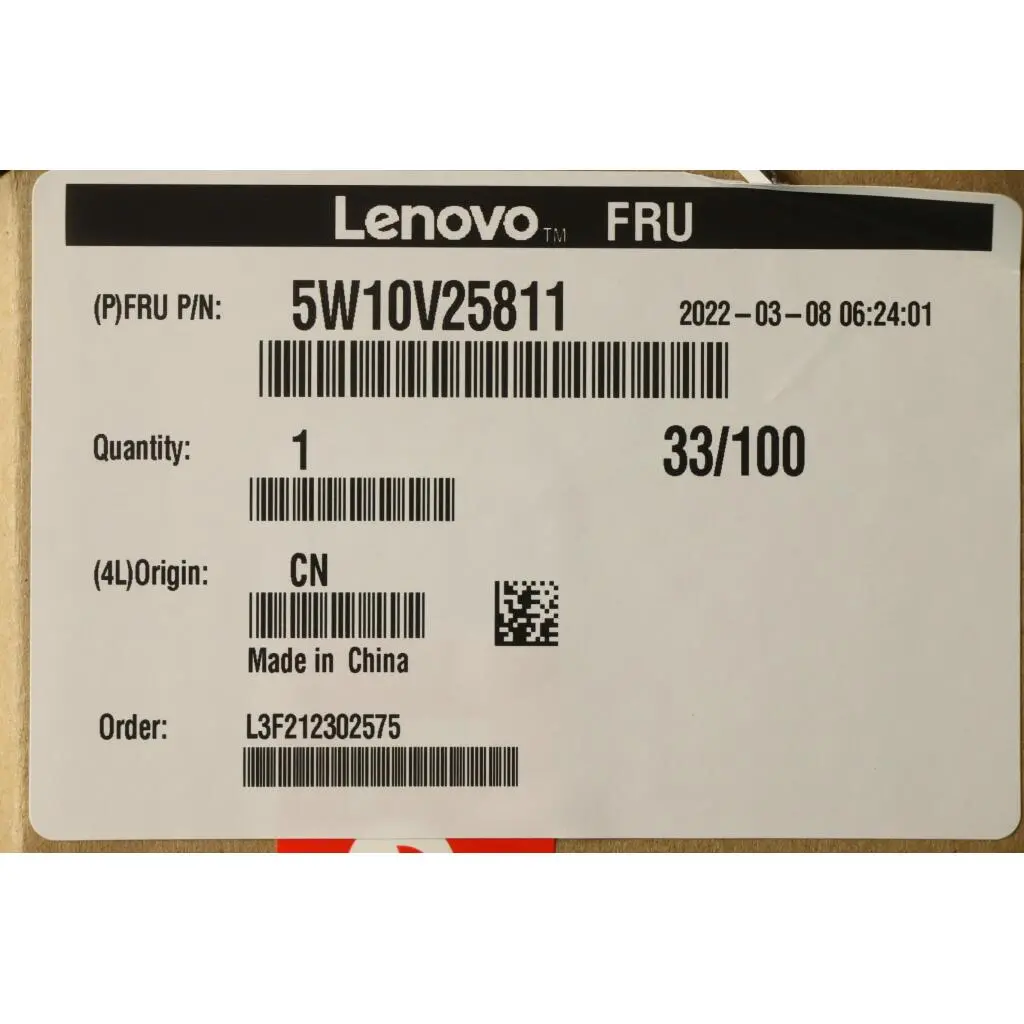 Lenovo™ FRU
(P)FRU P/N: 5W10V25811 2022-03-08 06:24:01
Quantity: 1 33/100
(4L)Origin: CN
Made in China
Order: L3F212302575